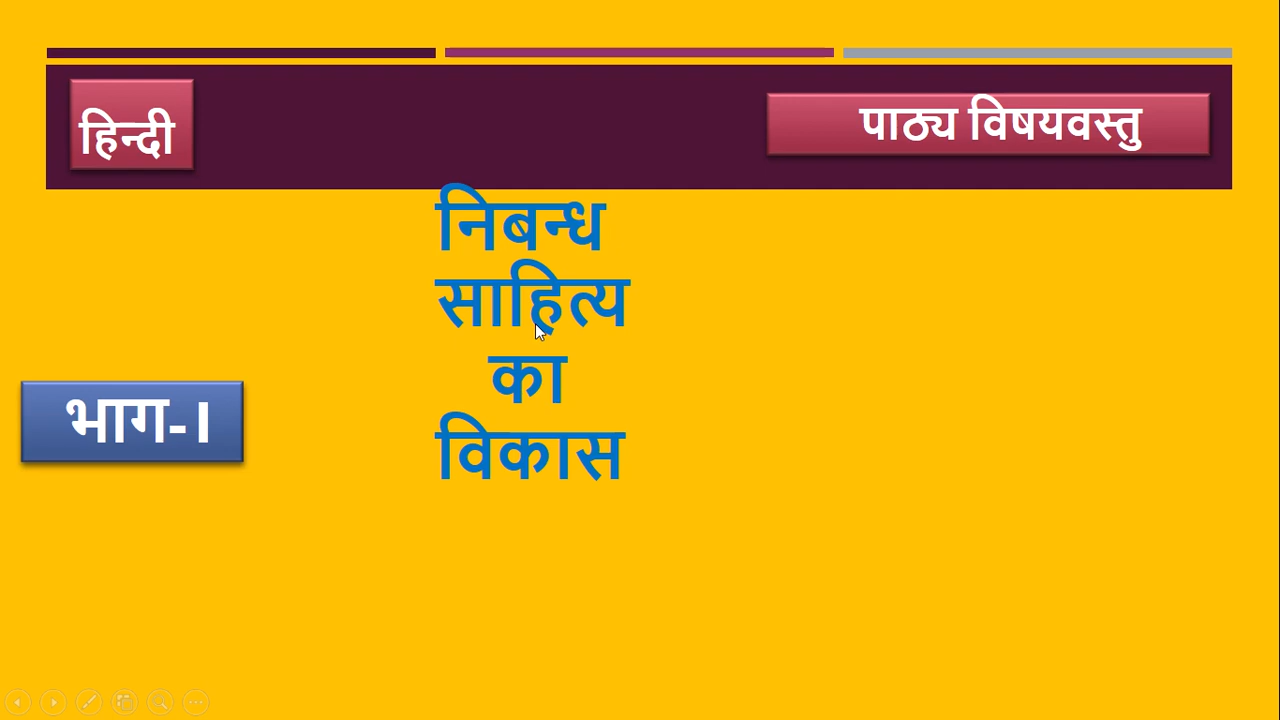 हिन्दी
पाठ्य विषयवस्तु
निबन्ध
साहित्य
का
विकास
भाग-I